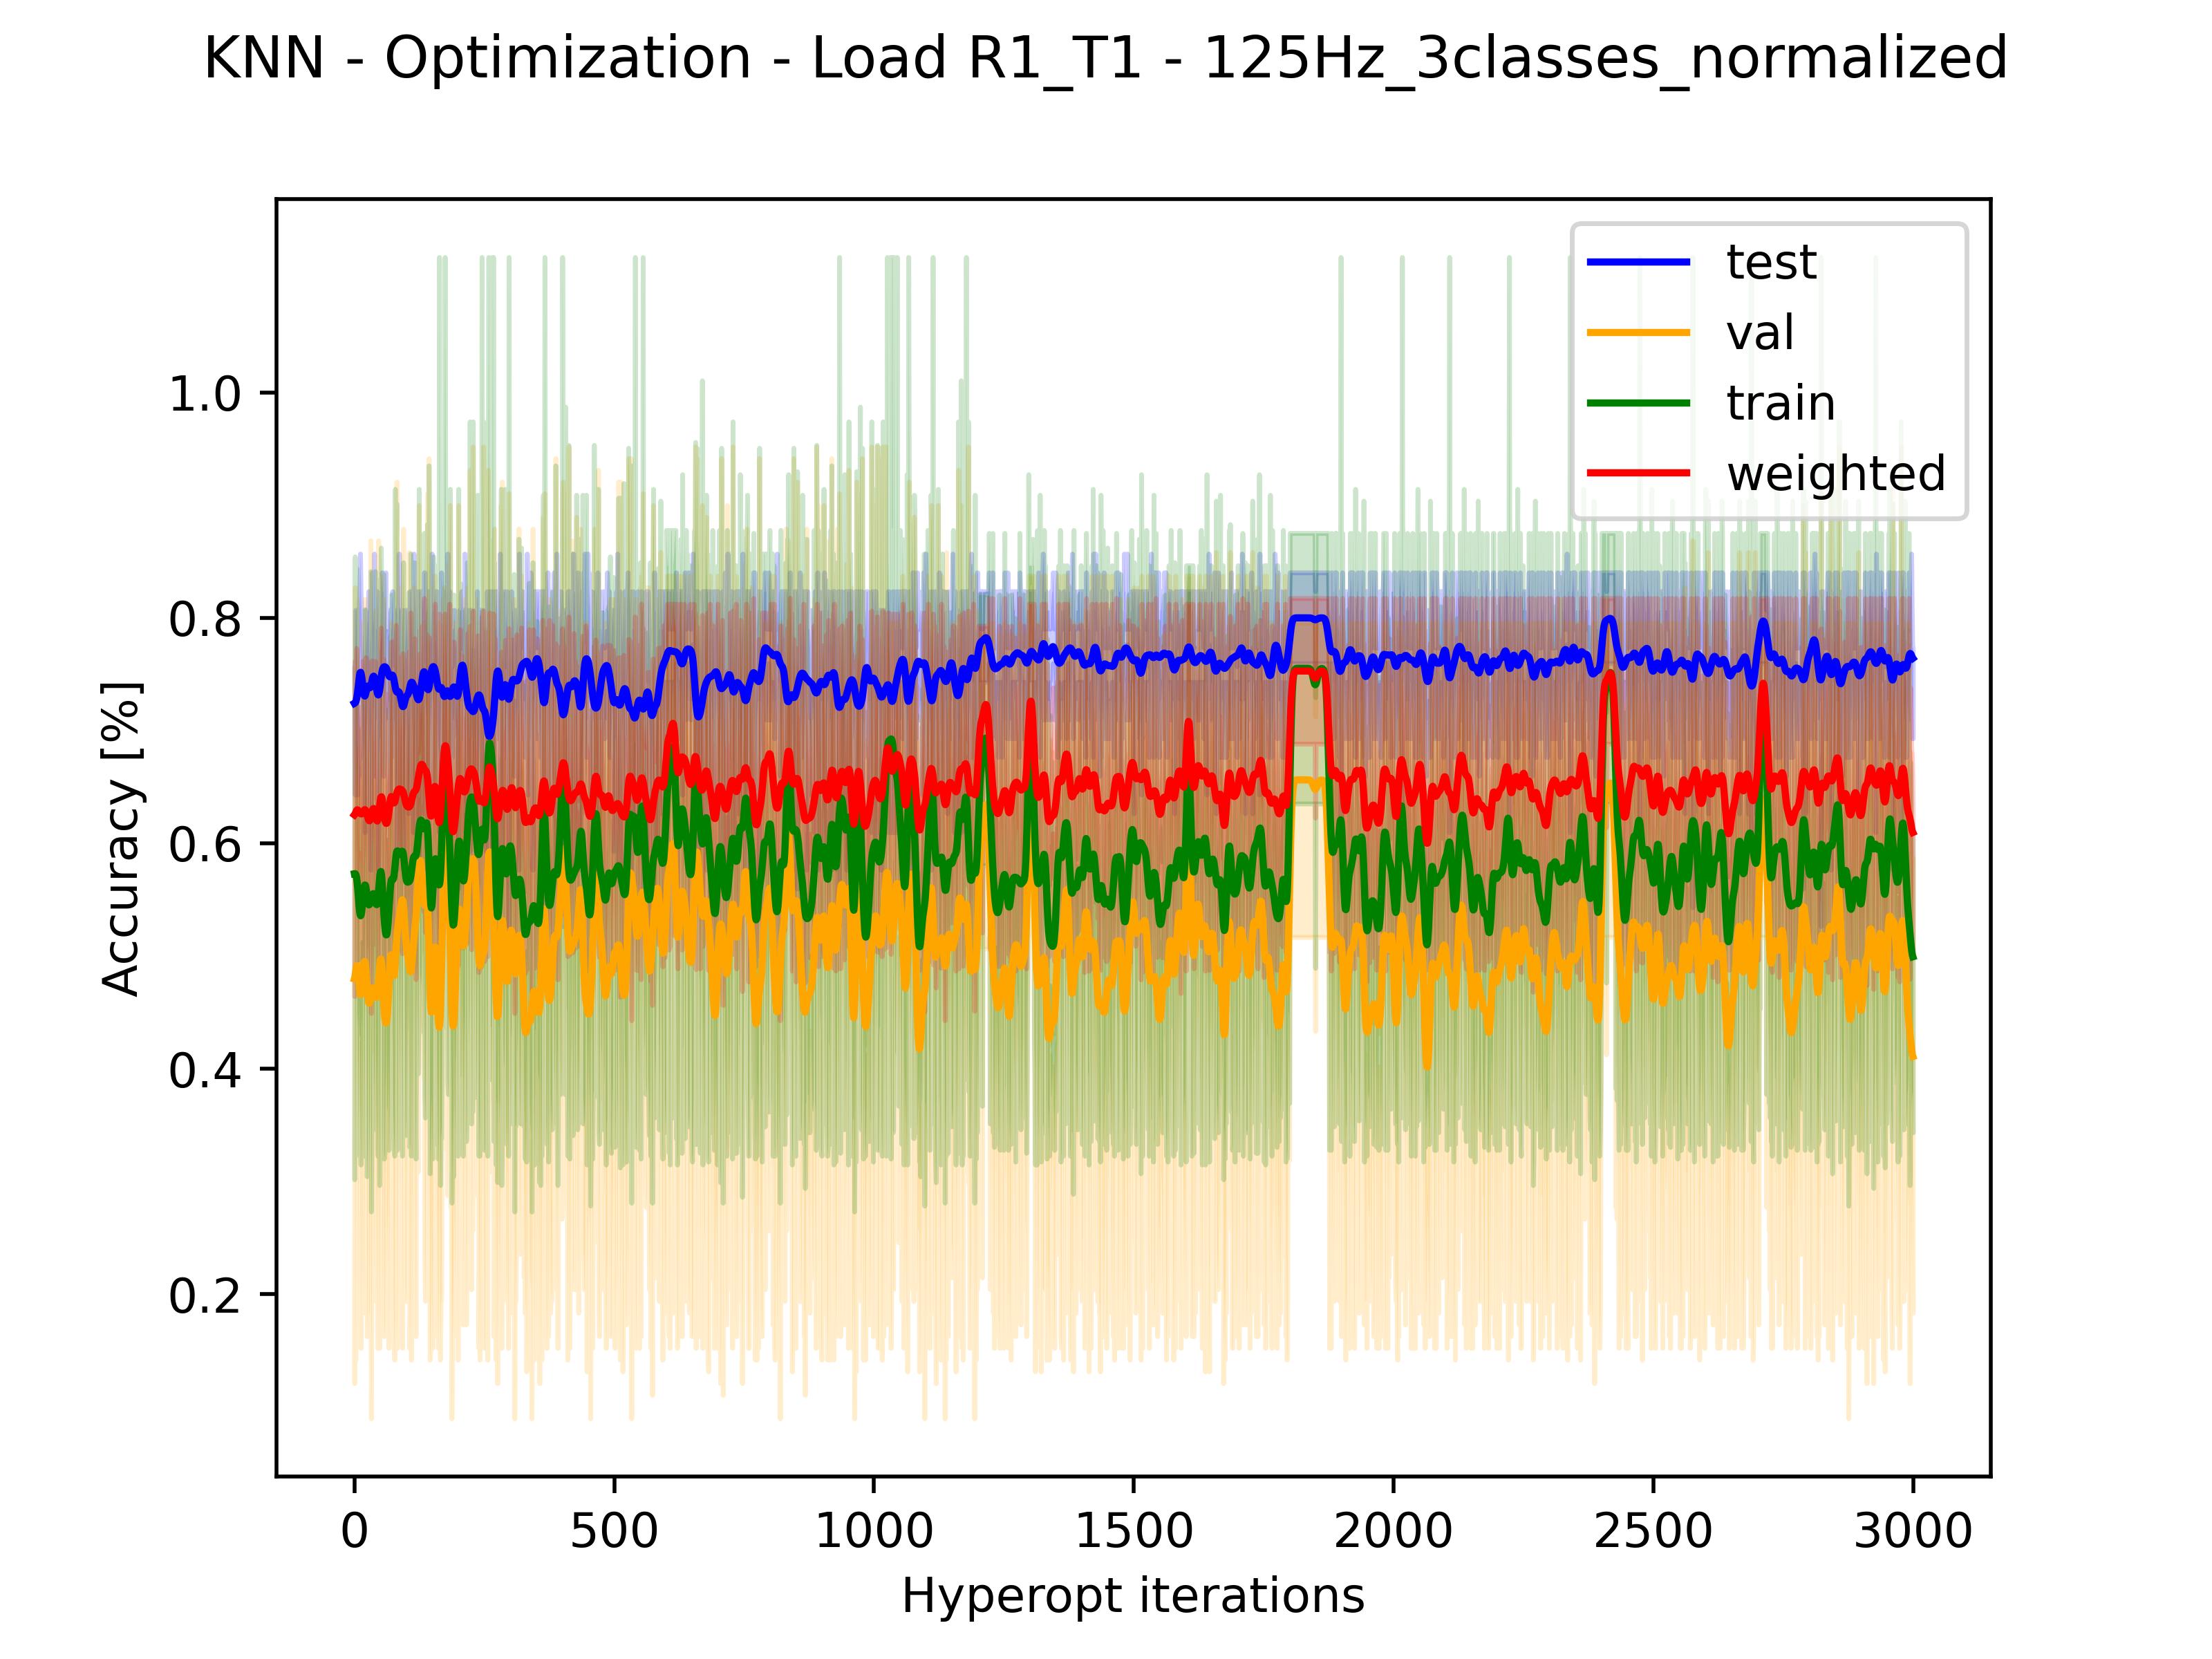 KNN - Optimization - Load R1_T1 - 125Hz_3classes_normalized
test
val
train
weighted
1.0
0.8
0.6
0.4
0.2
Accuracy [%]
0 500 1000 1500 2000 2500 3000
Hyperopt iterations